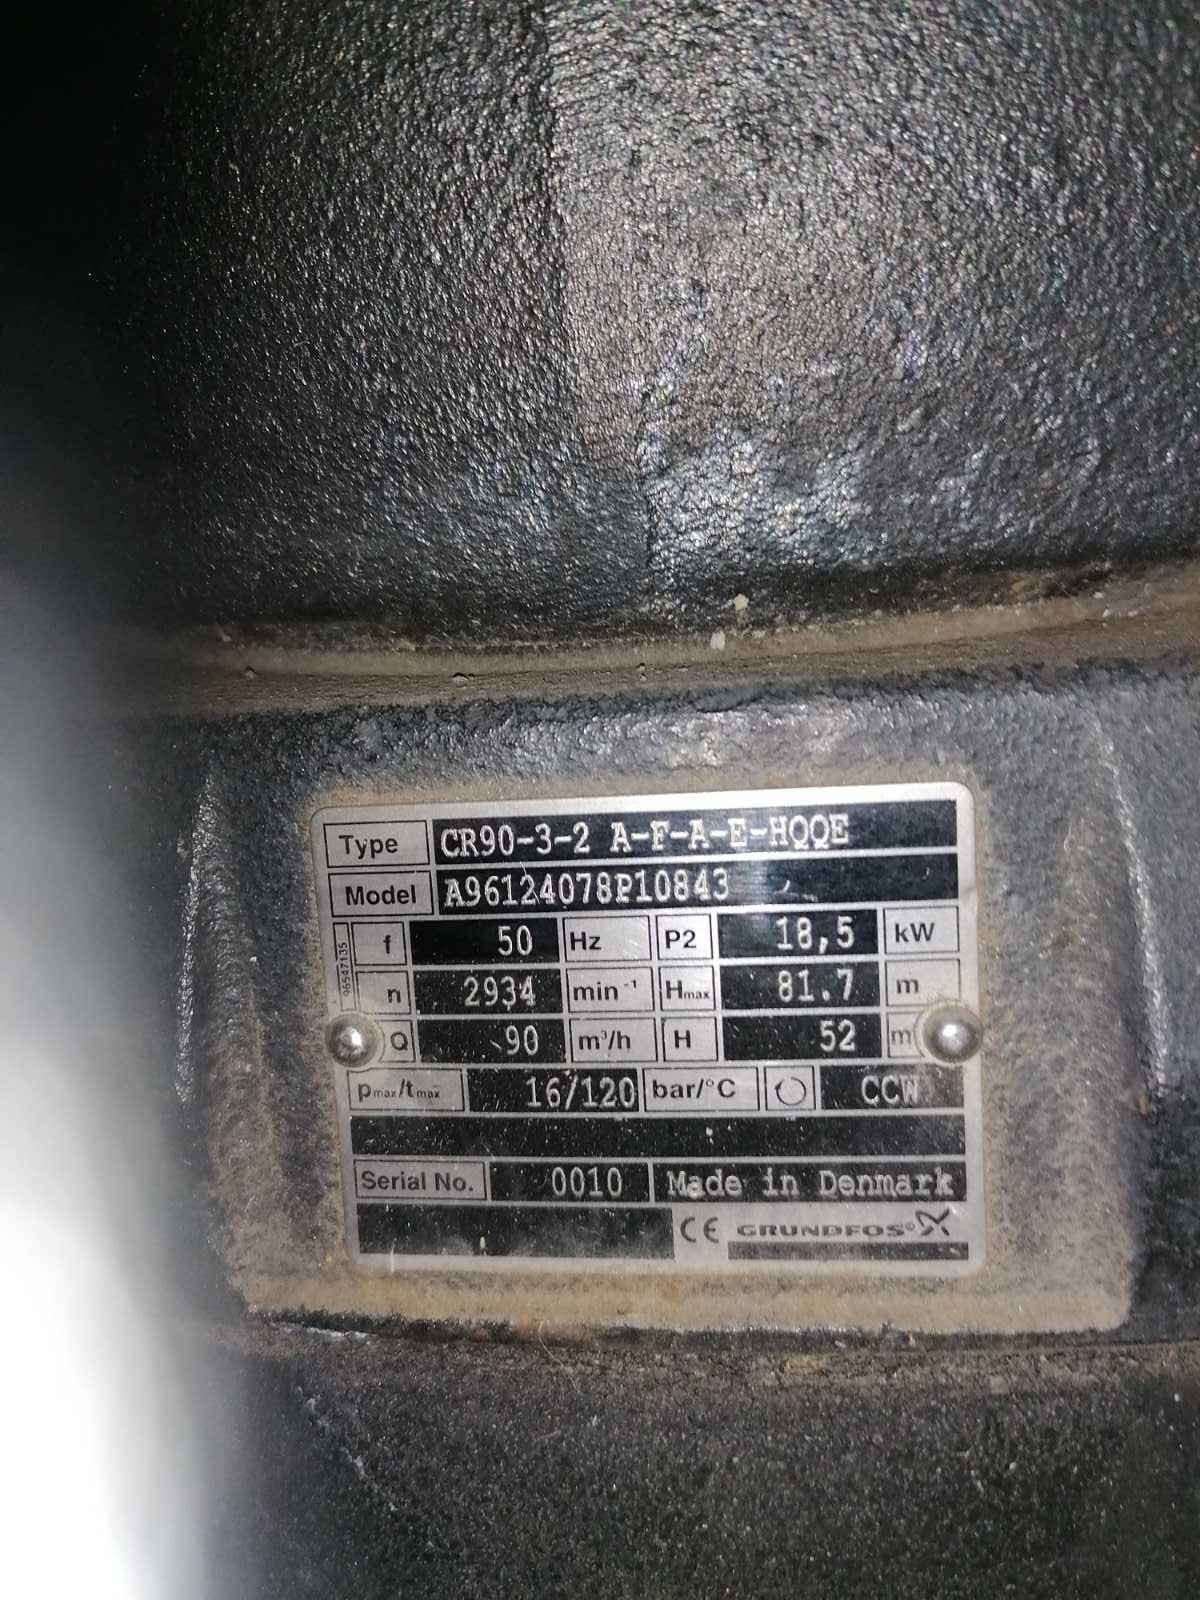 Type CR90-3-2 A-F-A-E-HQQE
Model A96124078P10843
96547135
f 50 Hz P2 18,5 kW
n 2934 min⁻¹ Hmax 81.7 m
Q 90 m³/h H 52 m
pmax/tmax 16/120 bar/°C CCW
Serial No. 0010 Made in Denmark
CE GRUNDFOS